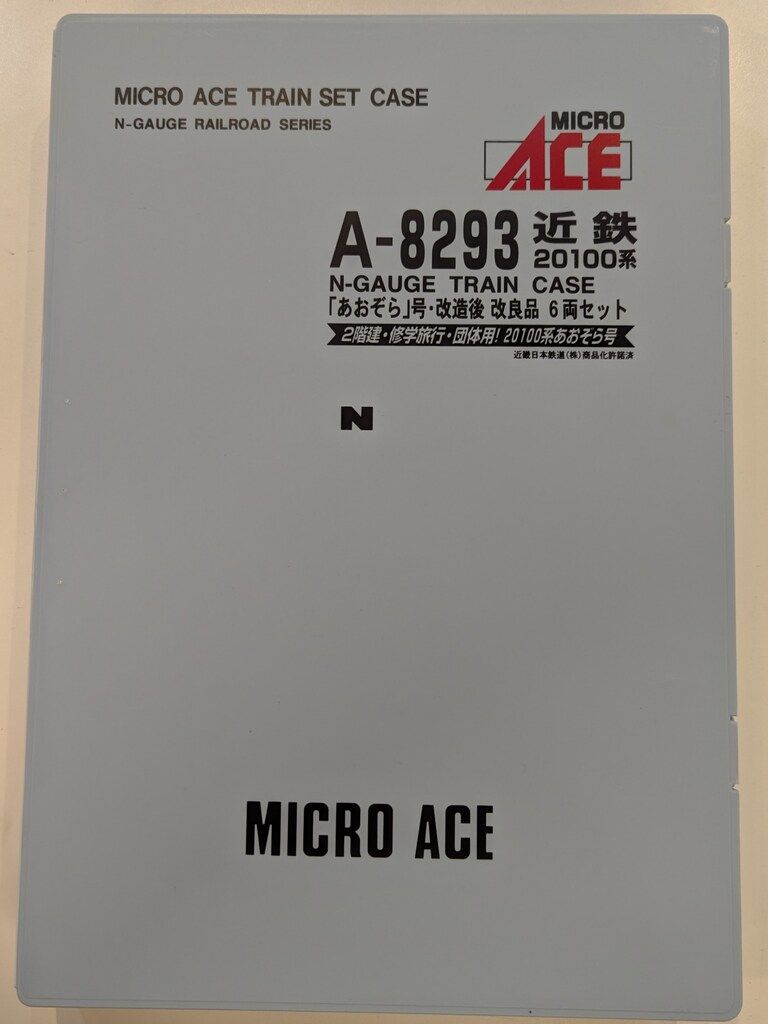 MICRO ACE TRAIN SET CASE
N-GAUGE RAILROAD SERIES
MICRO
ACE
A-8293 近鉄
20100系
N-GAUGE TRAIN CASE
「あおぞら」号・改造後 改良品 6両セット
2階建・修学旅行・団体用! 20100系あおぞら号
近畿日本鉄道(株)商品化許諾済
N
MICRO ACE